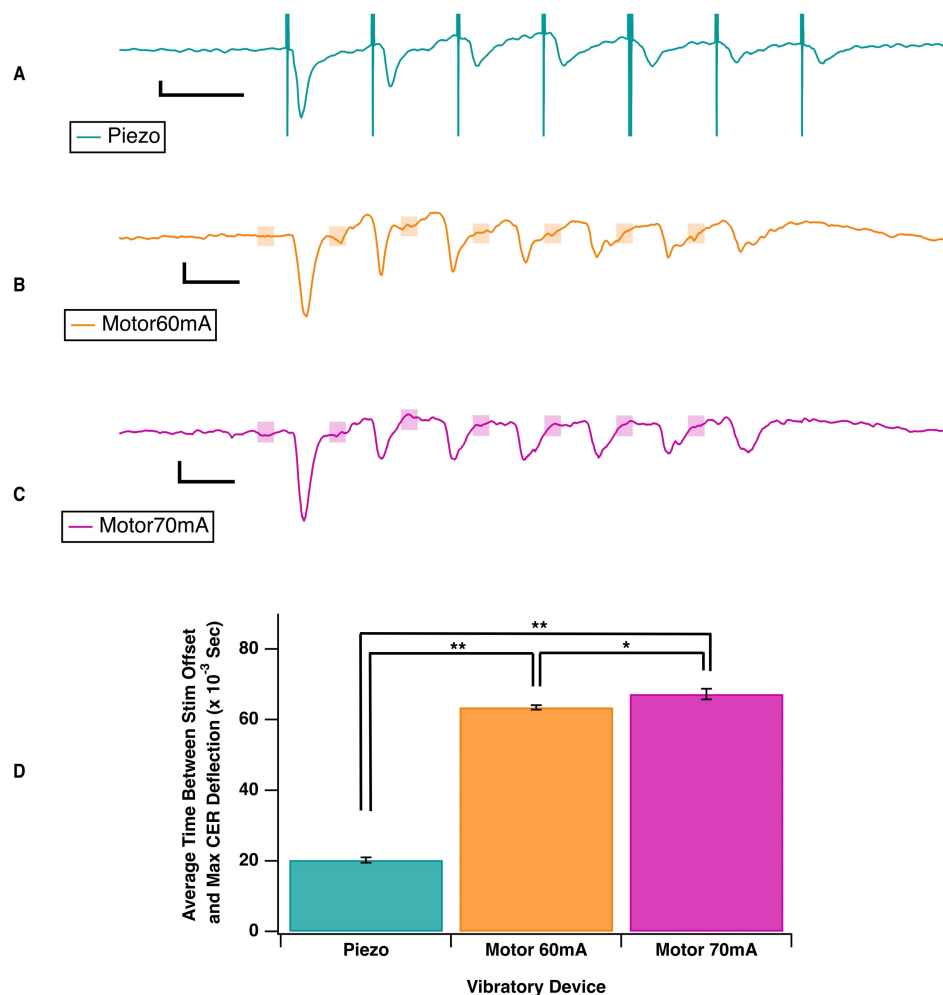 A
Piezo
B
Motor60mA
C
Motor70mA
D
Average Time Between Stim Offset
and Max CER Deflection (x 10⁻³ Sec)
80
60
40
20
0
**
**
*
Piezo
Motor 60mA
Motor 70mA
Vibratory Device